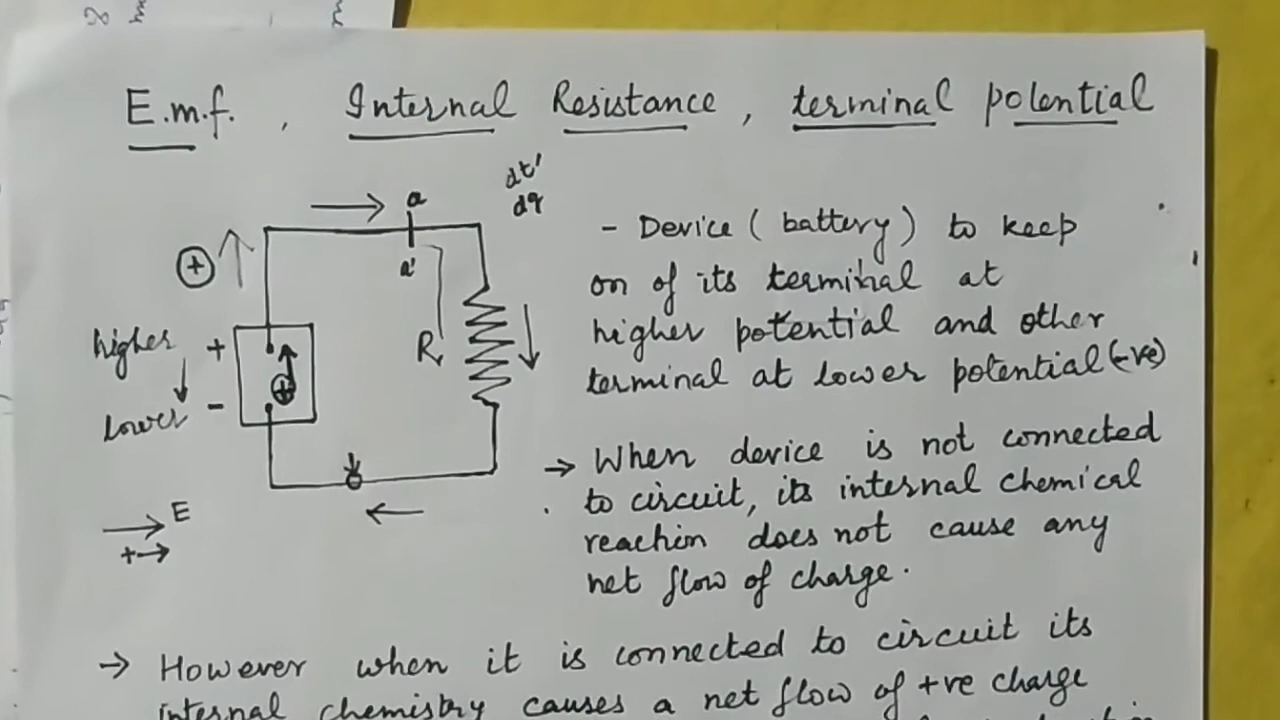 E.m.f. , Internal Resistance , terminal potential
dt'
dq
a
a'
+
R
higher
+
+
Lower
-
E
+→
- Device ( battery ) to keep
on of its terminal at
higher potential and other
terminal at lower potential (-ve)
→ When device is not connected
to circuit, its internal chemical
reaction does not cause any
net flow of charge.
→ However when it is connected to circuit its
internal chemistry causes a net flow of +ve charge